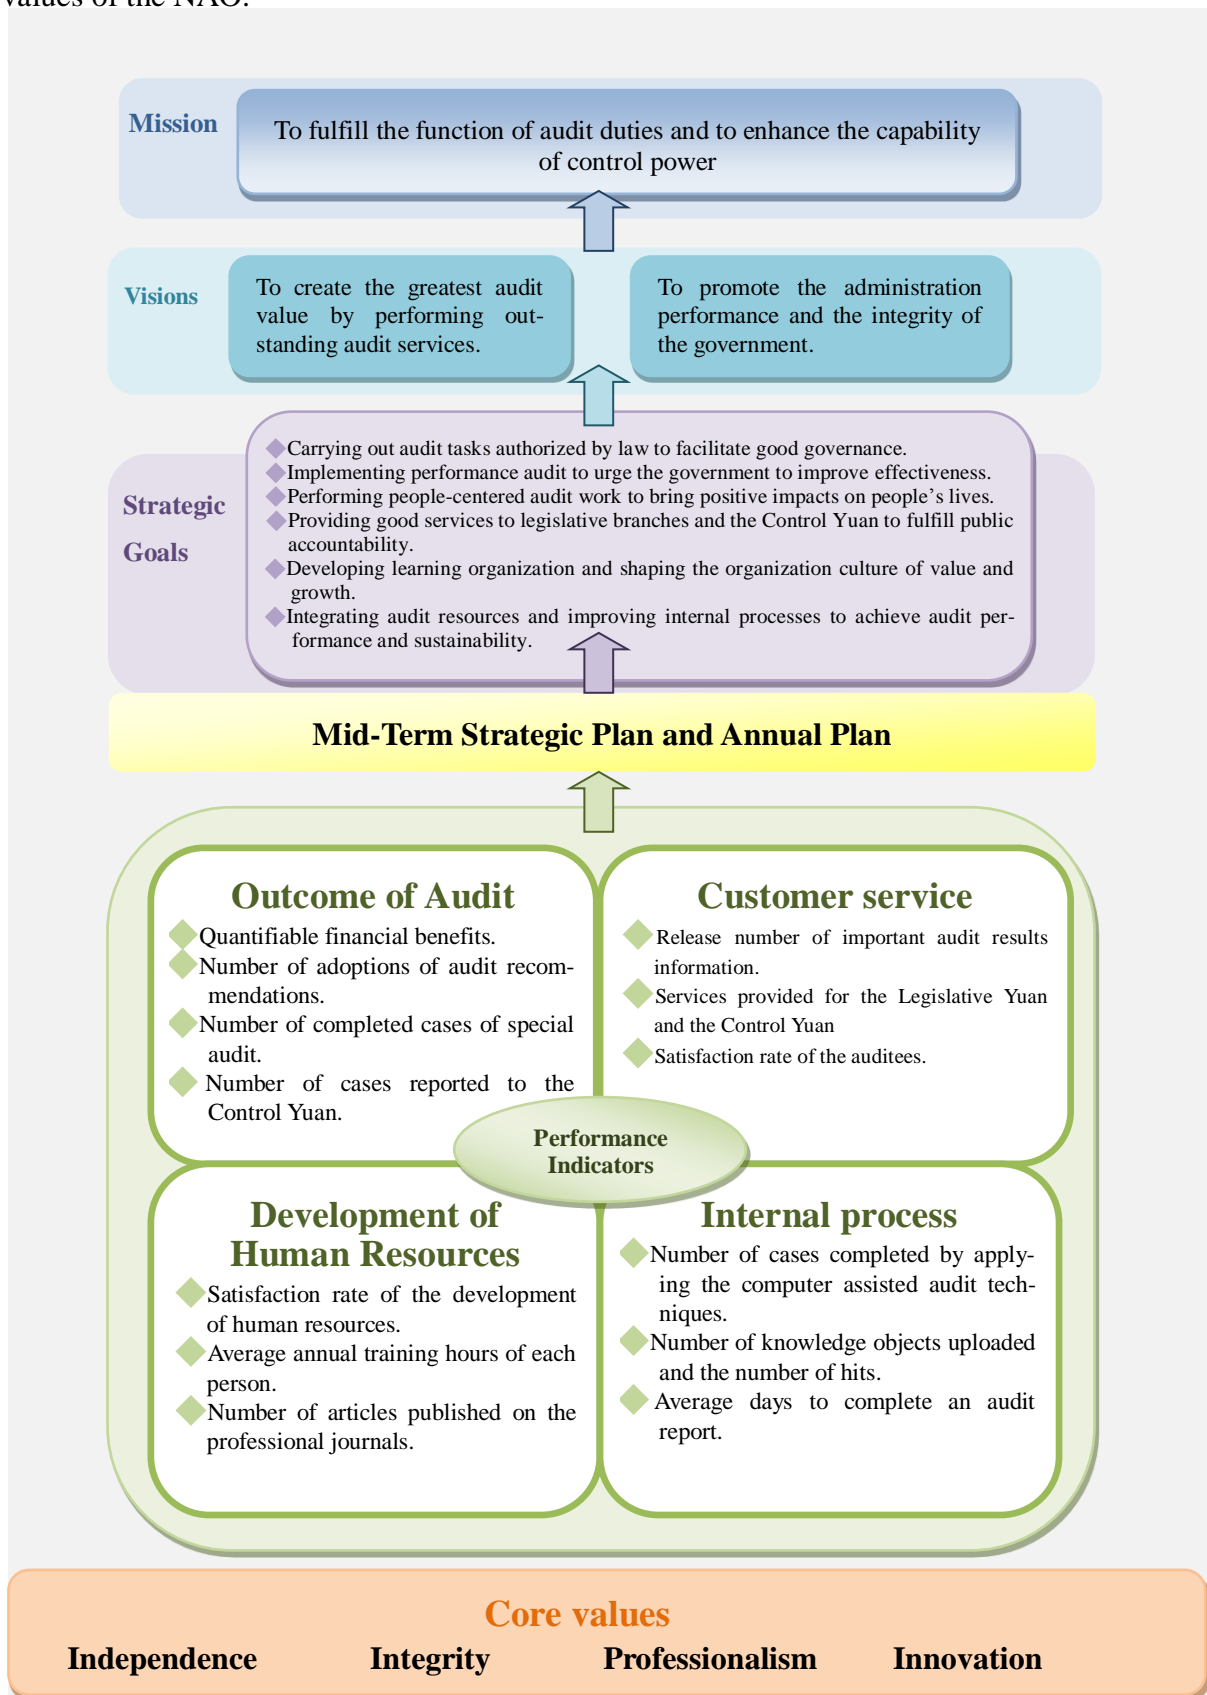 values of the NAO.
Mission
To fulfill the function of audit duties and to enhance the capability
of control power
Visions
To create the greatest audit
value by performing out-
standing audit services.
To promote the administration
performance and the integrity of
the government.
Strategic
Goals
Carrying out audit tasks authorized by law to facilitate good governance.
Implementing performance audit to urge the government to improve effectiveness.
Performing people-centered audit work to bring positive impacts on people’s lives.
Providing good services to legislative branches and the Control Yuan to fulfill public
accountability.
Developing learning organization and shaping the organization culture of value and
growth.
Integrating audit resources and improving internal processes to achieve audit per-
formance and sustainability.
Mid-Term Strategic Plan and Annual Plan
Outcome of Audit
Quantifiable financial benefits.
Number of adoptions of audit recom-
mendations.
Number of completed cases of special
audit.
Number of cases reported to the
Control Yuan.
Customer service
Release number of important audit results
information.
Services provided for the Legislative Yuan
and the Control Yuan
Satisfaction rate of the auditees.
Performance
Indicators
Development of
Human Resources
Satisfaction rate of the development
of human resources.
Average annual training hours of each
person.
Number of articles published on the
professional journals.
Internal process
Number of cases completed by apply-
ing the computer assisted audit tech-
niques.
Number of knowledge objects uploaded
and the number of hits.
Average days to complete an audit
report.
Core values
Independence Integrity Professionalism Innovation